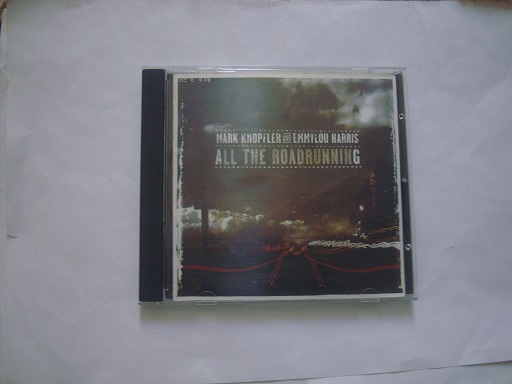 MARK KNOPFLER AND EMMYLOU HARRIS
ALL THE ROADRUNNING